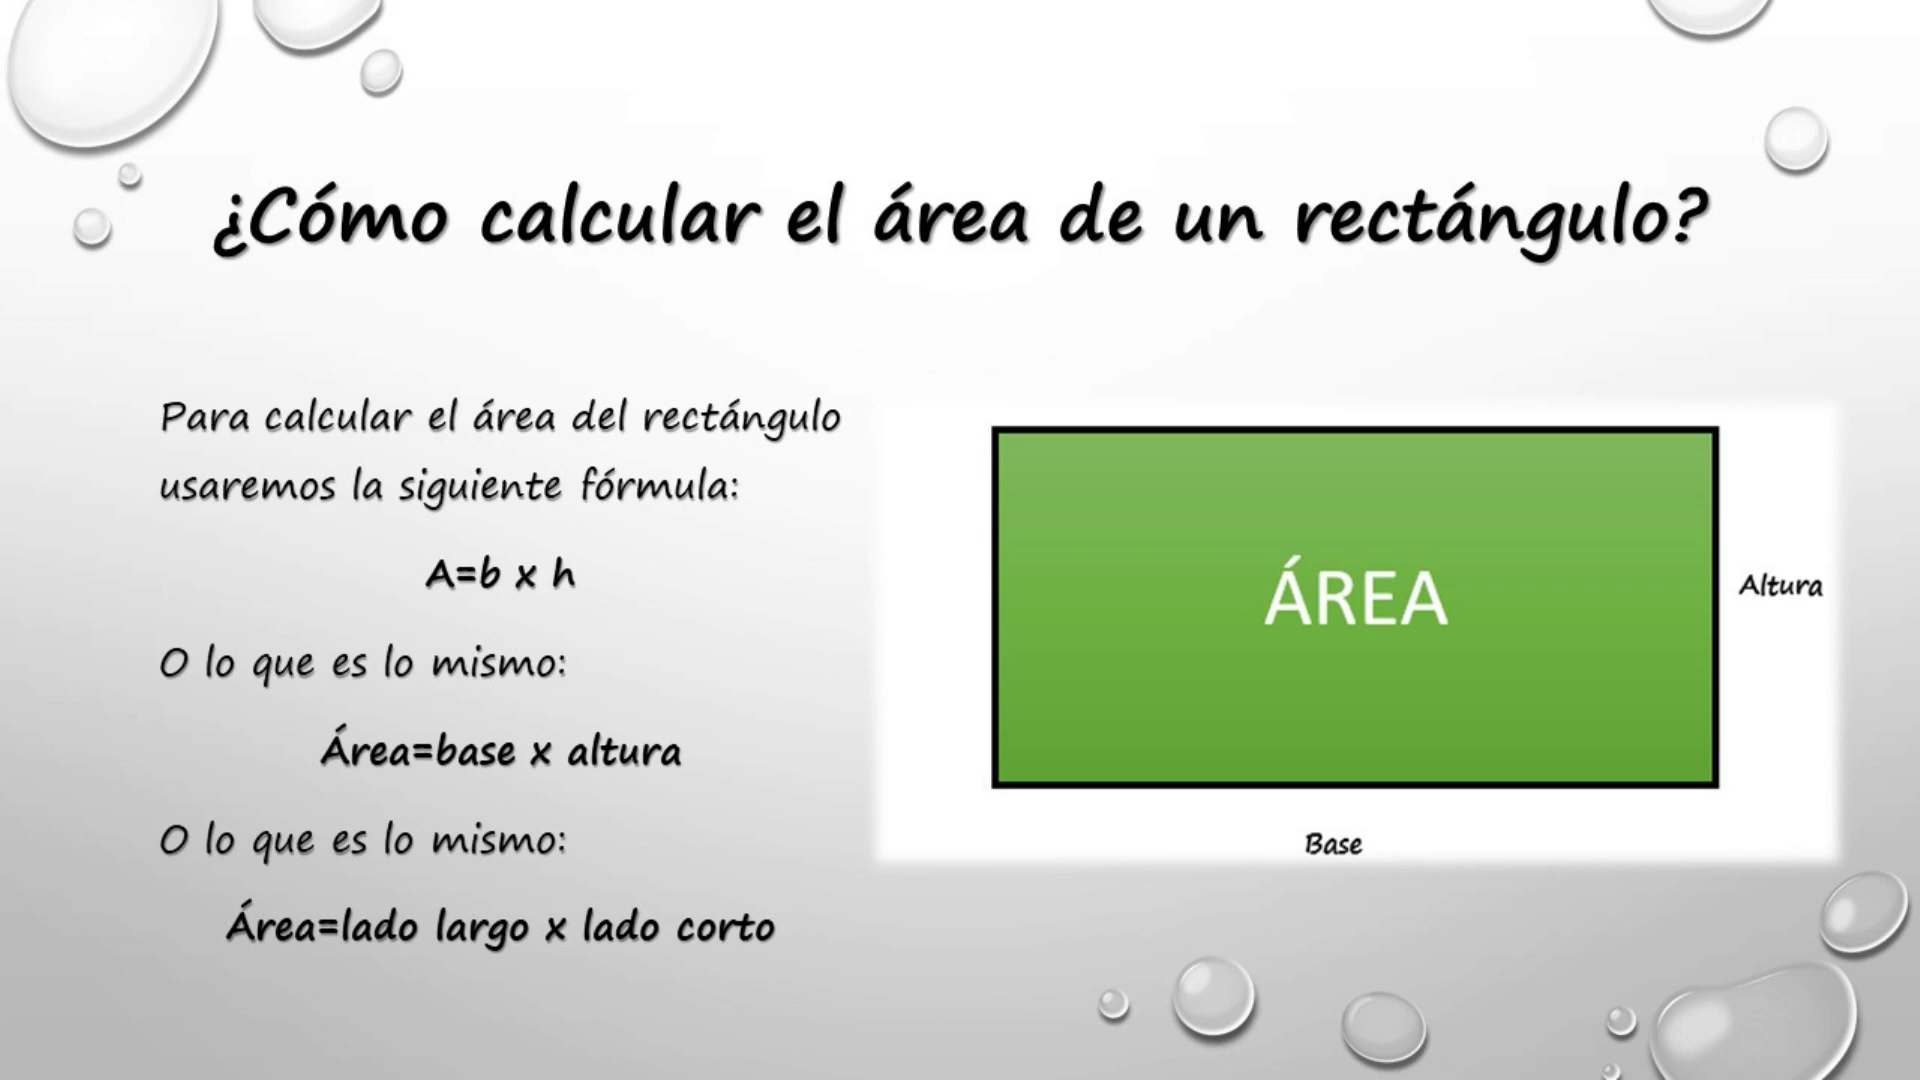 ¿Cómo calcular el área de un rectángulo?
Para calcular el área del rectángulo
usaremos la siguiente fórmula:
A=b x h
O lo que es lo mismo:
Área=base x altura
O lo que es lo mismo:
Área=lado largo x lado corto
ÁREA
Altura
Base